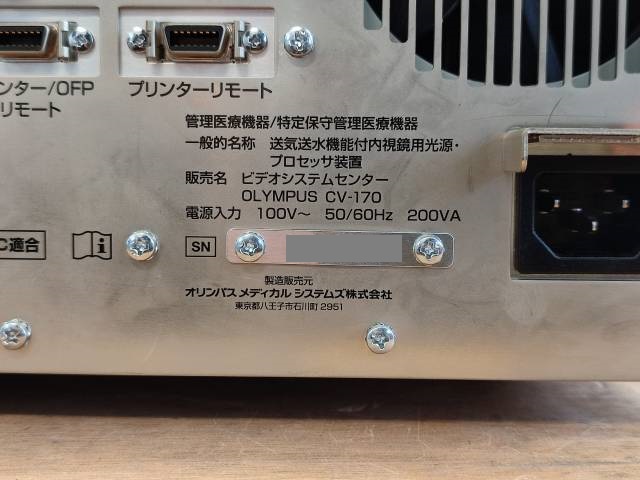 ンター/OFP
リモート
プリンターリモート
管理医療機器/特定保守管理医療機器
一般的名称 送気送水機能付内視鏡用光源・
プロセッサ装置
販売名 ビデオシステムセンター
OLYMPUS CV-170
電源入力 100V～ 50/60Hz 200VA
C適合
SN
製造販売元
オリンパス メディカル システムズ株式会社
東京都八王子市石川町 2951